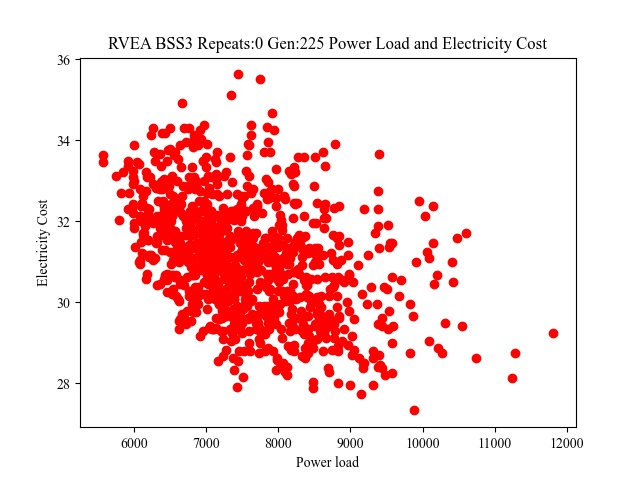 RVEA BSS3 Repeats:0 Gen:225 Power Load and Electricity Cost
36
34
32
30
28
Electricity Cost
6000 7000 8000 9000 10000 11000 12000
Power load